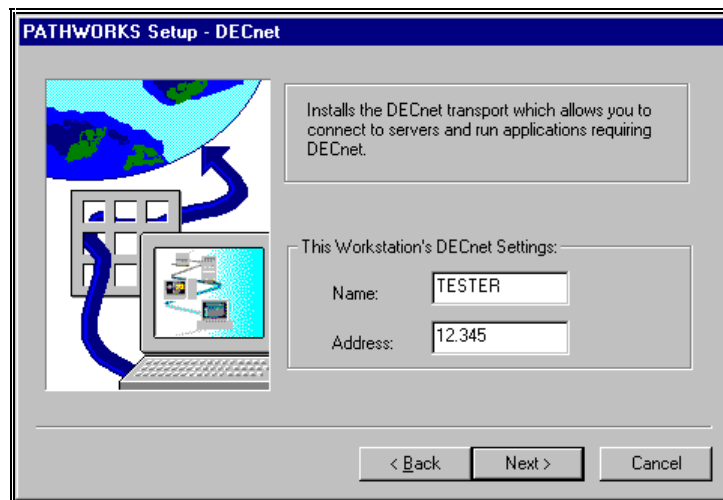 PATHWORKS Setup - DECnet
Installs the DECnet transport which allows you to
connect to servers and run applications requiring
DECnet.
This Workstation's DECnet Settings:
Name: TESTER
Address: 12.345
< Back Next > Cancel